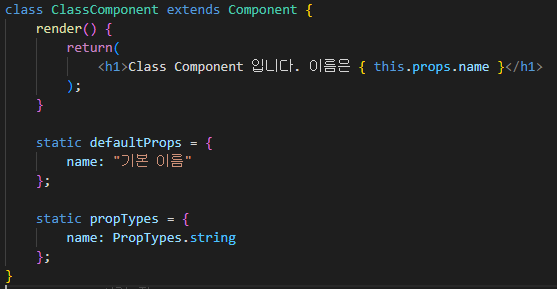 class ClassComponent extends Component {
    render() {
        return(
            <h1>Class Component 입니다. 이름은 { this.props.name }</h1>
        );
    }

    static defaultProps = {
        name: "기본 이름"
    };

    static propTypes = {
        name: PropTypes.string
    };
}